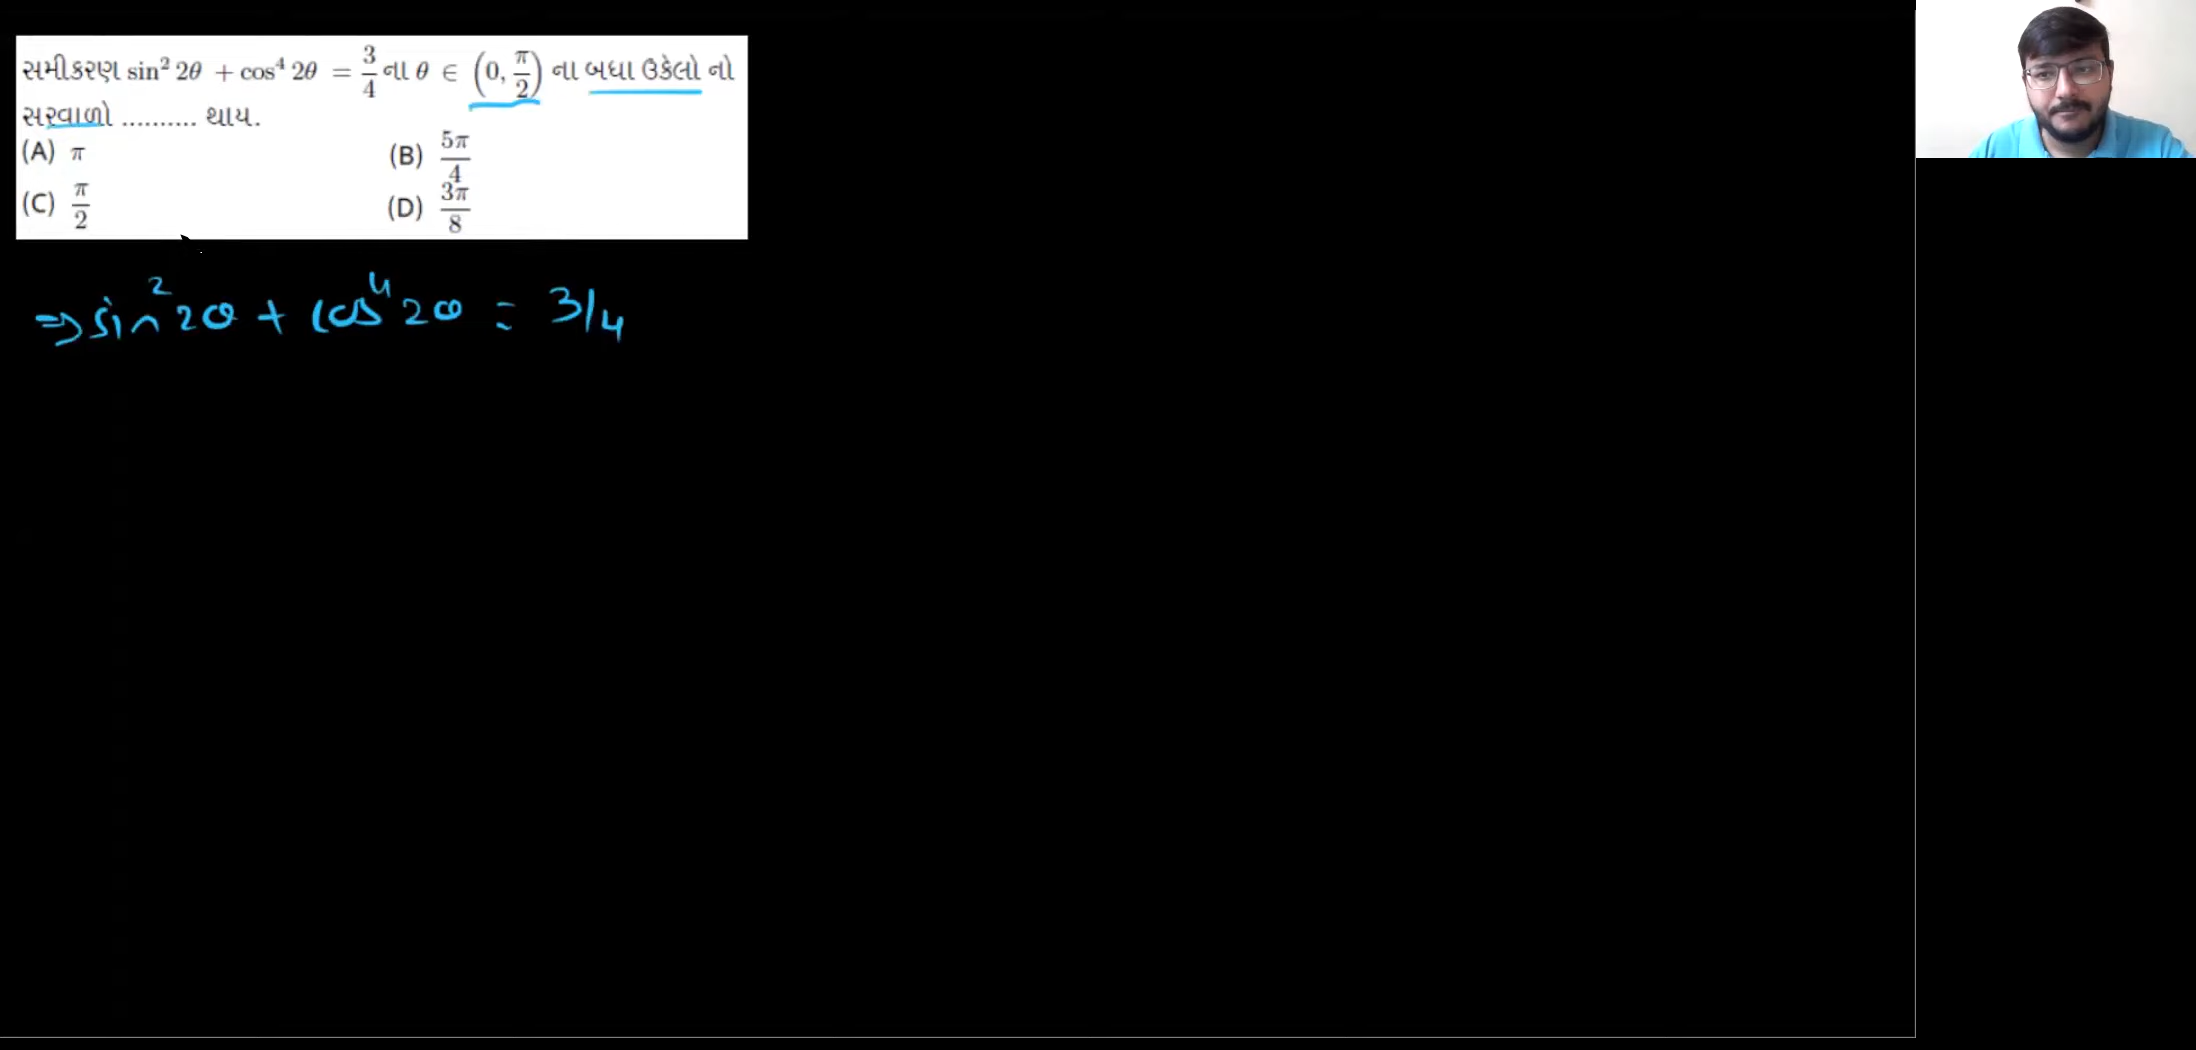 સમીકરણ sin² 2θ + cos⁴ 2θ = 3/4 ના θ ∈ (0, π/2) ના બધા ઉકેલો નો
સરવાળો .......... થાય.
(A) π (B) 5π/4
(C) π/2 (D) 3π/8
⇒ sin² 2θ + cos⁴ 2θ = 3/4